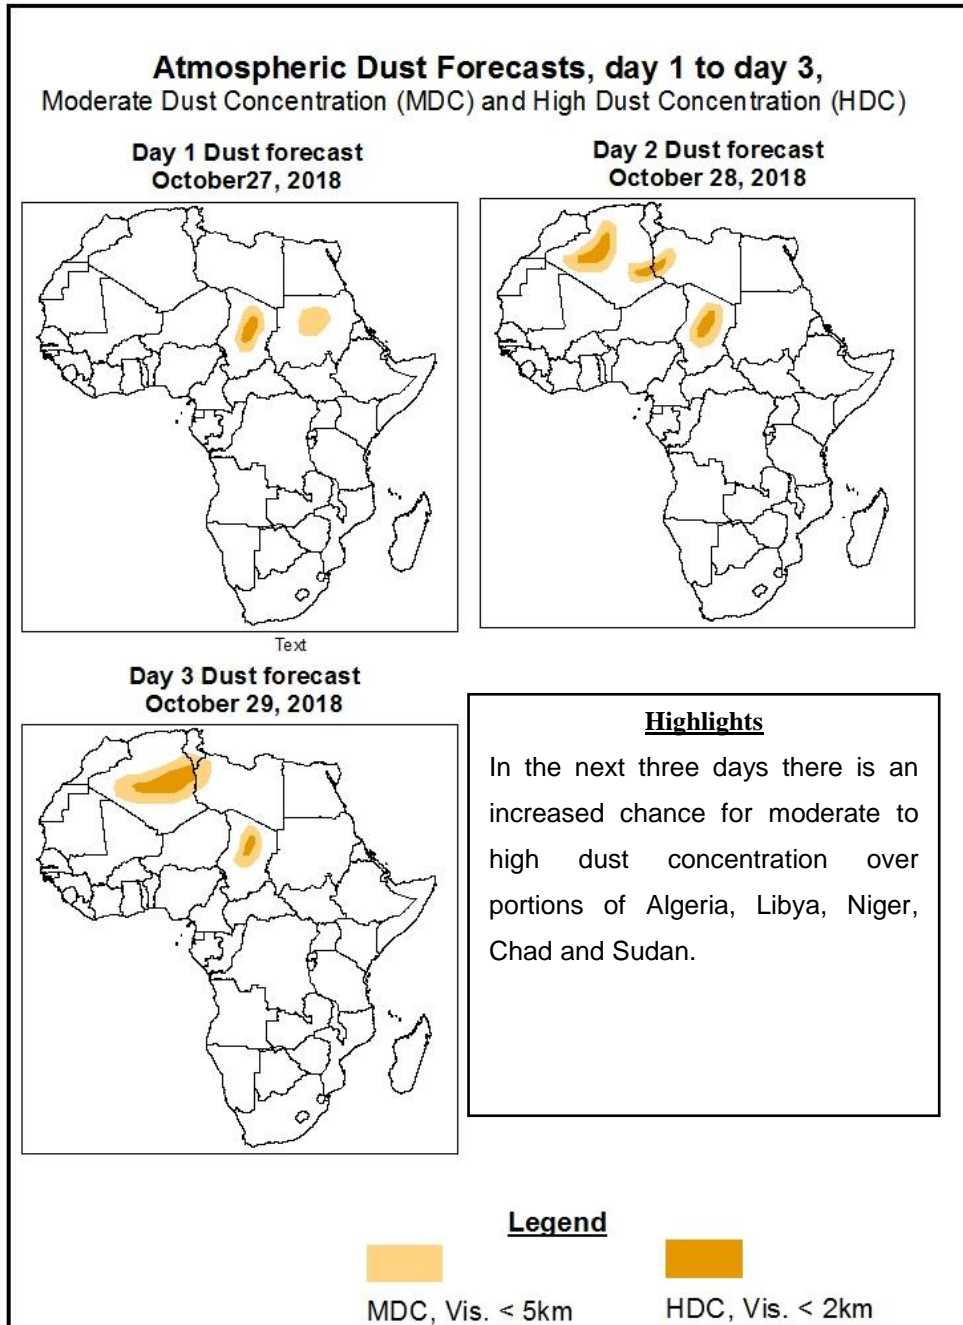 Atmospheric Dust Forecasts, day 1 to day 3,
Moderate Dust Concentration (MDC) and High Dust Concentration (HDC)
Day 1 Dust forecast
October27, 2018
Day 2 Dust forecast
October 28, 2018
Text
Day 3 Dust forecast
October 29, 2018
Highlights
In the next three days there is an
increased chance for moderate to
high dust concentration over
portions of Algeria, Libya, Niger,
Chad and Sudan.
Legend
MDC, Vis. < 5km
HDC, Vis. < 2km